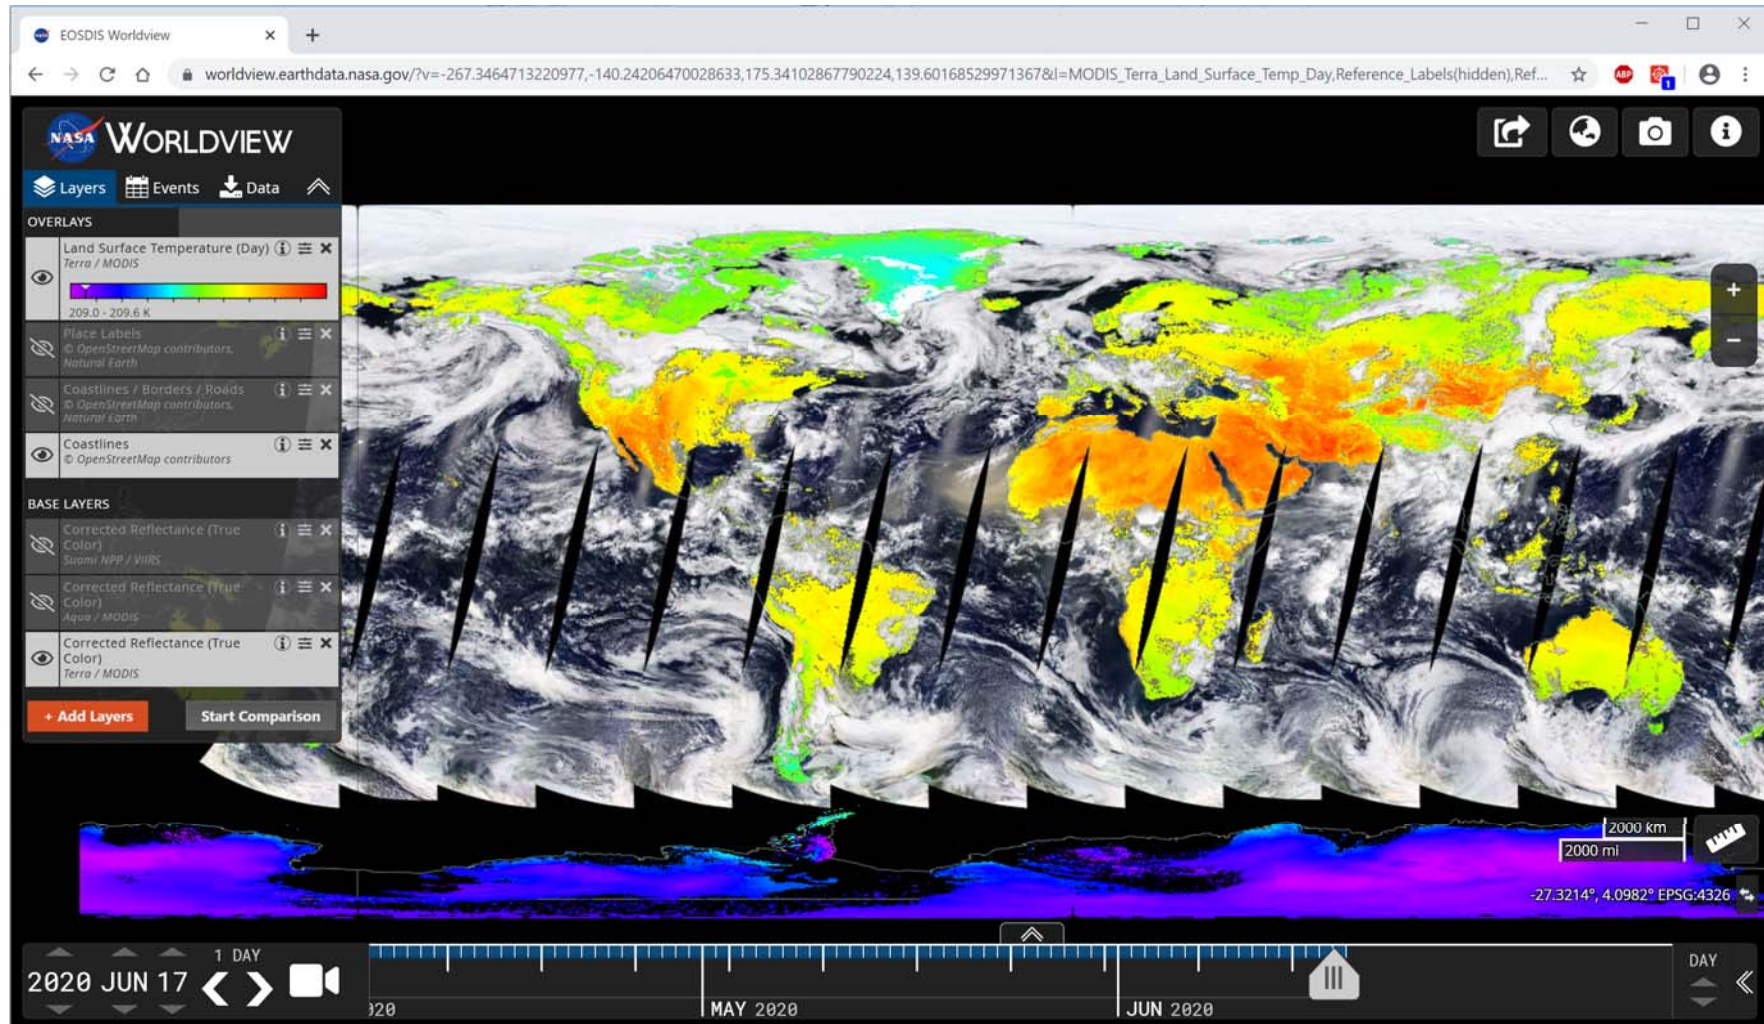 EOSDIS Worldview
worldview.earthdata.nasa.gov/?v=-267.3464713220977,-140.24206470028633,175.34102867790224,139.60168529971367&l=MODIS_Terra_Land_Surface_Temp_Day,Reference_Labels(hidden),Ref...
ABP
1
NASA WORLDVIEW
Layers Events Data
OVERLAYS
Land Surface Temperature (Day)
Terra / MODIS
209.0 - 209.6 K
Place Labels
© OpenStreetMap contributors,
Natural Earth
Coastlines / Borders / Roads
© OpenStreetMap contributors,
Natural Earth
Coastlines
© OpenStreetMap contributors
BASE LAYERS
Corrected Reflectance (True
Color)
Suomi NPP / VIIRS
Corrected Reflectance (True
Color)
Aqua / MODIS
Corrected Reflectance (True
Color)
Terra / MODIS
+ Add Layers Start Comparison
2000 km
2000 mi
-27.3214°, 4.0982° EPSG:4326
1 DAY
2020 JUN 17
020
MAY 2020
JUN 2020
DAY